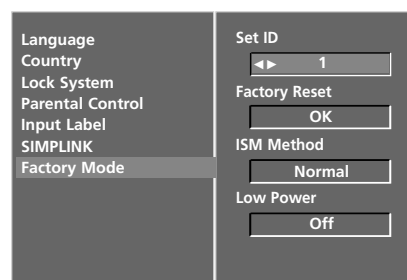 Language
Country
Lock System
Parental Control
Input Label
SIMPLINK
Factory Mode
Set ID
◄► 1
Factory Reset
OK
ISM Method
Normal
Low Power
Off